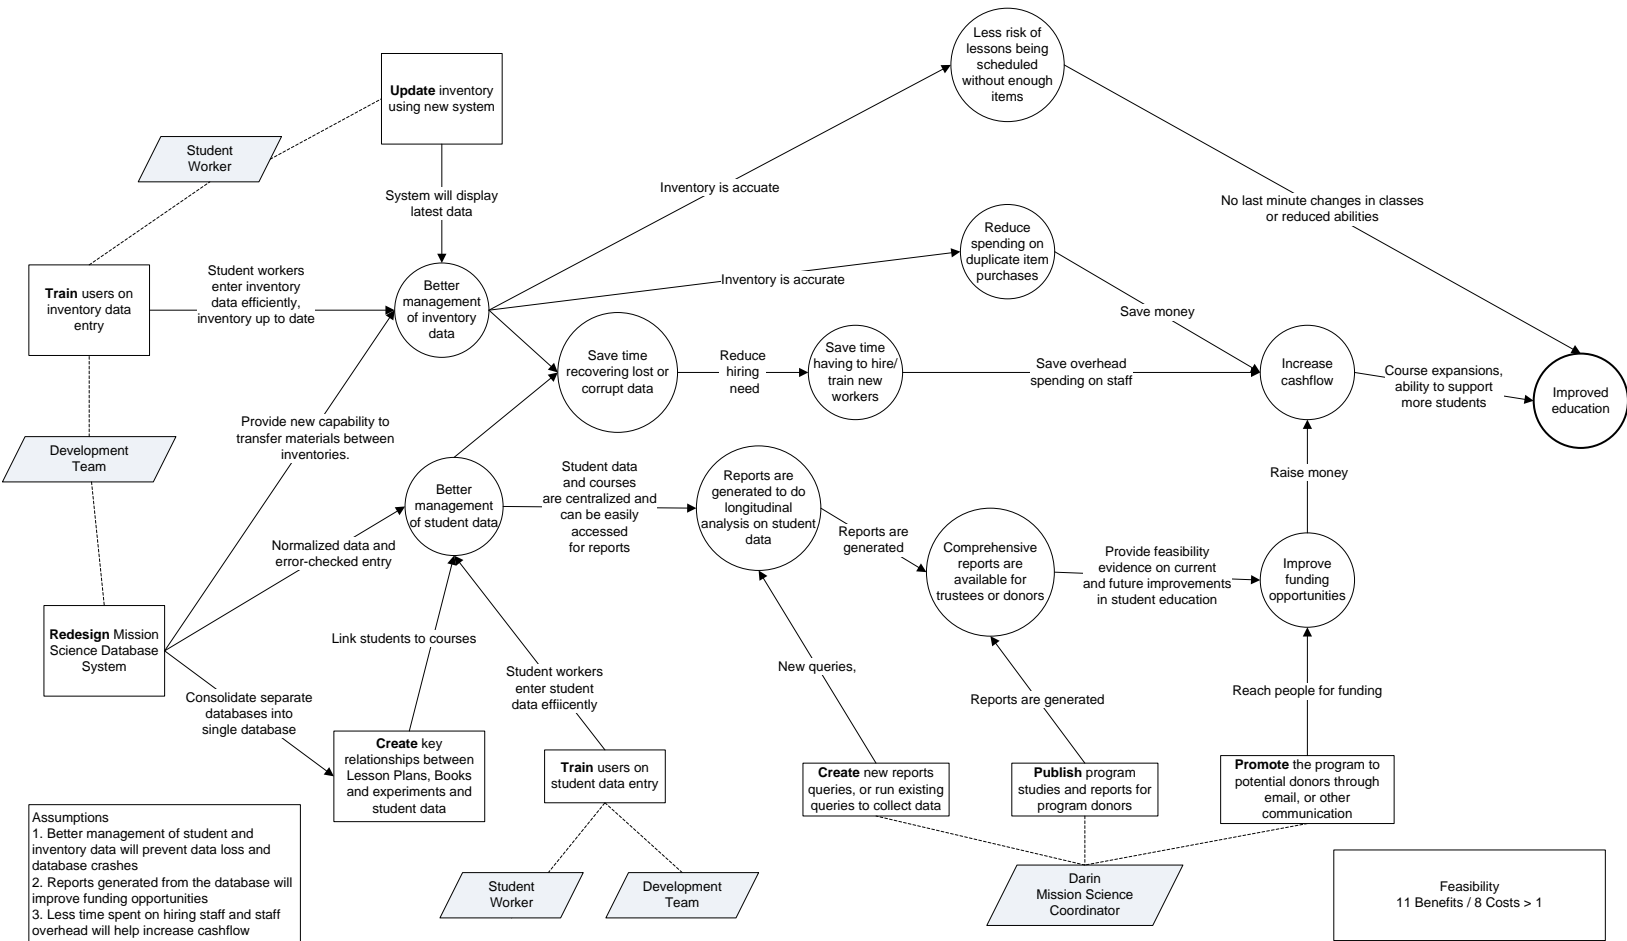 Less risk of
lessons being
scheduled
without enough
items
Update inventory
using new system
Student
Worker
System will display
latest data
Inventory is accuate
No last minute changes in classes
or reduced abilities
Reduce
spending on
duplicate item
purchases
Train users on
inventory data
entry
Student workers
enter inventory
data efficiently,
inventory up to date
Better
management
of inventory
data
Inventory is accurate
Save money
Save time
recovering lost or
corrupt data
Reduce
hiring
need
Save time
having to hire/
train new
workers
Save overhead
spending on staff
Increase
cashflow
Course expansions,
ability to support
more students
Improved
education
Provide new capability to
transfer materials between
inventories.
Development
Team
Better
management
of student data
Student data
and courses
are centralized and
can be easily
accessed
for reports
Reports are
generated to do
longitudinal
analysis on student
data
Raise money
Reports are
generated
Normalized data and
error-checked entry
Comprehensive
reports are
available for
trustees or donors
Provide feasibility
evidence on current
and future improvements
in student education
Improve
funding
opportunities
Redesign Mission
Science Database
System
Link students to courses
Student workers
enter student
data effiicently
New queries,
Reports are generated
Reach people for funding
Consolidate separate
databases into
single database
Create key
relationships between
Lesson Plans, Books
and experiments and
student data
Train users on
student data entry
Create new reports
queries, or run existing
queries to collect data
Publish program
studies and reports for
program donors
Promote the program to
potential donors through
email, or other
communication
Assumptions
1. Better management of student and
inventory data will prevent data loss and
database crashes
2. Reports generated from the database will
improve funding opportunities
3. Less time spent on hiring staff and staff
overhead will help increase cashflow
Student
Worker
Development
Team
Darin
Mission Science
Coordinator
Feasibility
11 Benefits / 8 Costs > 1